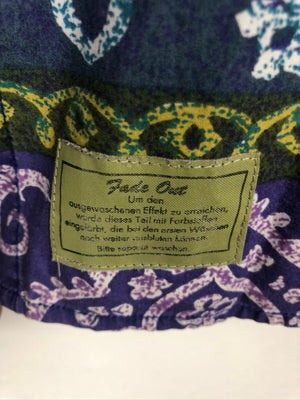 Fade Out
Um den
ausgewaschenen Effekt zu erreichen,
wurde dieses Teil mit Farbstoffen
eingefärbt, die bei den ersten Wäschen
noch weiter ausbluten können.
Bitte separat waschen.